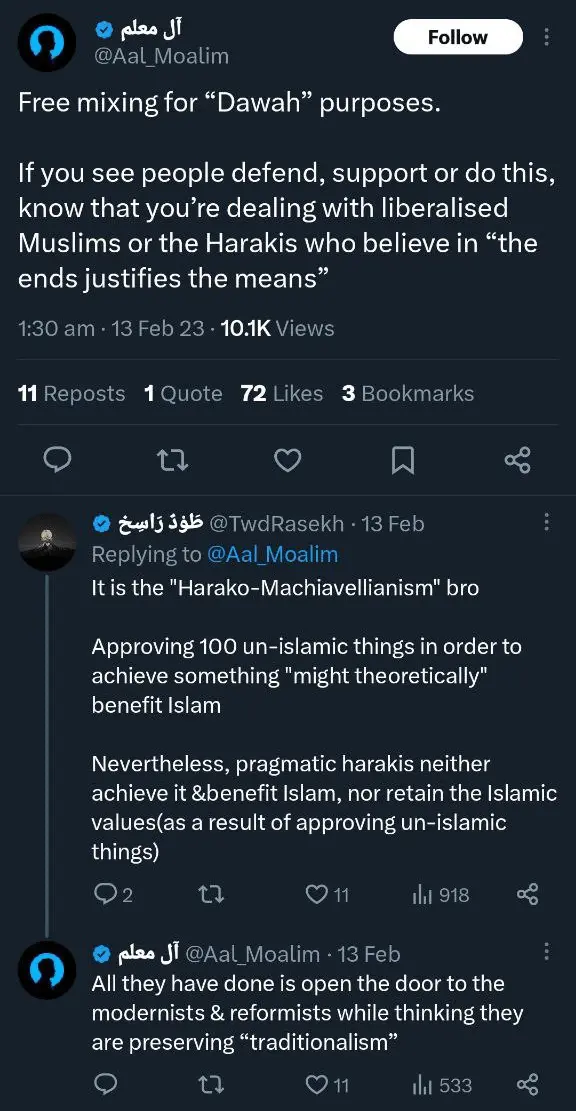 آل معلم
@Aal_Moalim
Follow
Free mixing for “Dawah” purposes.
If you see people defend, support or do this,
know that you’re dealing with liberalised
Muslims or the Harakis who believe in “the
ends justifies the means”
1:30 am · 13 Feb 23 · 10.1K Views
11 Reposts 1 Quote 72 Likes 3 Bookmarks
طَوْدٌ رَاسِخ @TwdRasekh · 13 Feb
Replying to @Aal_Moalim
It is the "Harako-Machiavellianism" bro
Approving 100 un-islamic things in order to
achieve something "might theoretically"
benefit Islam
Nevertheless, pragmatic harakis neither
achieve it &benefit Islam, nor retain the Islamic
values(as a result of approving un-islamic
things)
2 11 918
آل معلم @Aal_Moalim · 13 Feb
All they have done is open the door to the
modernists & reformists while thinking they
are preserving “traditionalism”
11 533